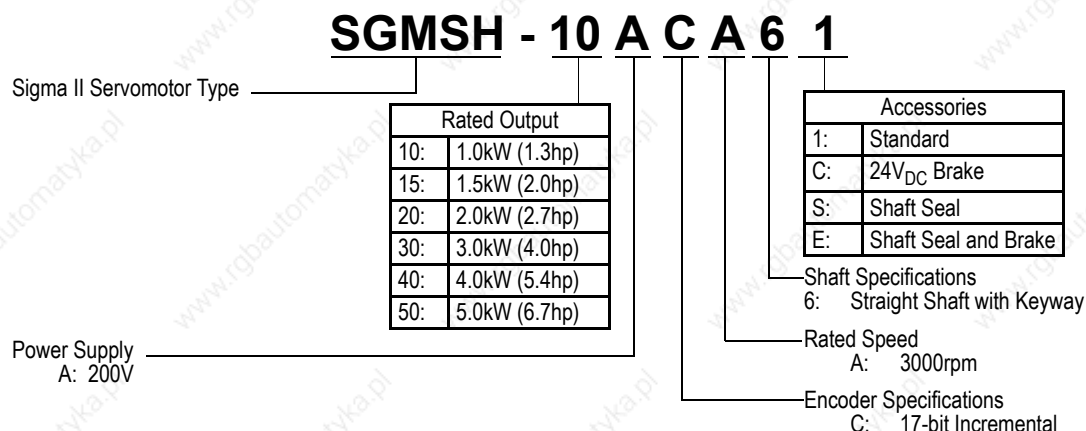 SGMSH - 10 A C A 6 1
Sigma II Servomotor Type
Rated Output
10: 1.0kW (1.3hp)
15: 1.5kW (2.0hp)
20: 2.0kW (2.7hp)
30: 3.0kW (4.0hp)
40: 4.0kW (5.4hp)
50: 5.0kW (6.7hp)
Accessories
1: Standard
C: 24VDC Brake
S: Shaft Seal
E: Shaft Seal and Brake
Shaft Specifications
6: Straight Shaft with Keyway
Power Supply
A: 200V
Rated Speed
A: 3000rpm
Encoder Specifications
C: 17-bit Incremental
www.rgbautomatyka.pl